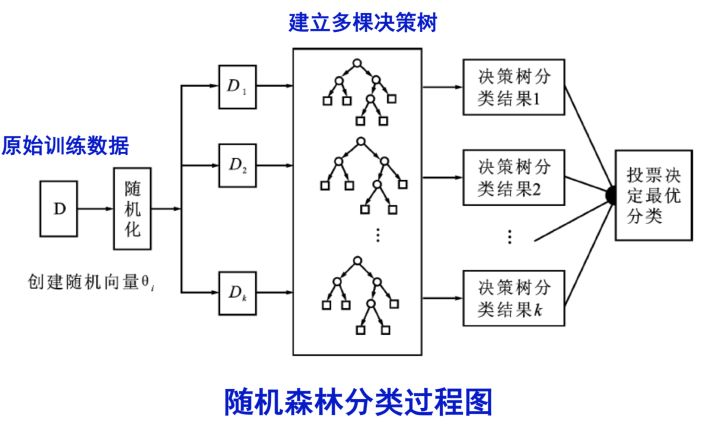 建立多棵决策树
原始训练数据
D
随
机
化
创建随机向量θi
D1
D2
Dk
⋮
决策树分
类结果1
决策树分
类结果2
⋮
决策树分
类结果k
投票决
定最优
分类
随机森林分类过程图